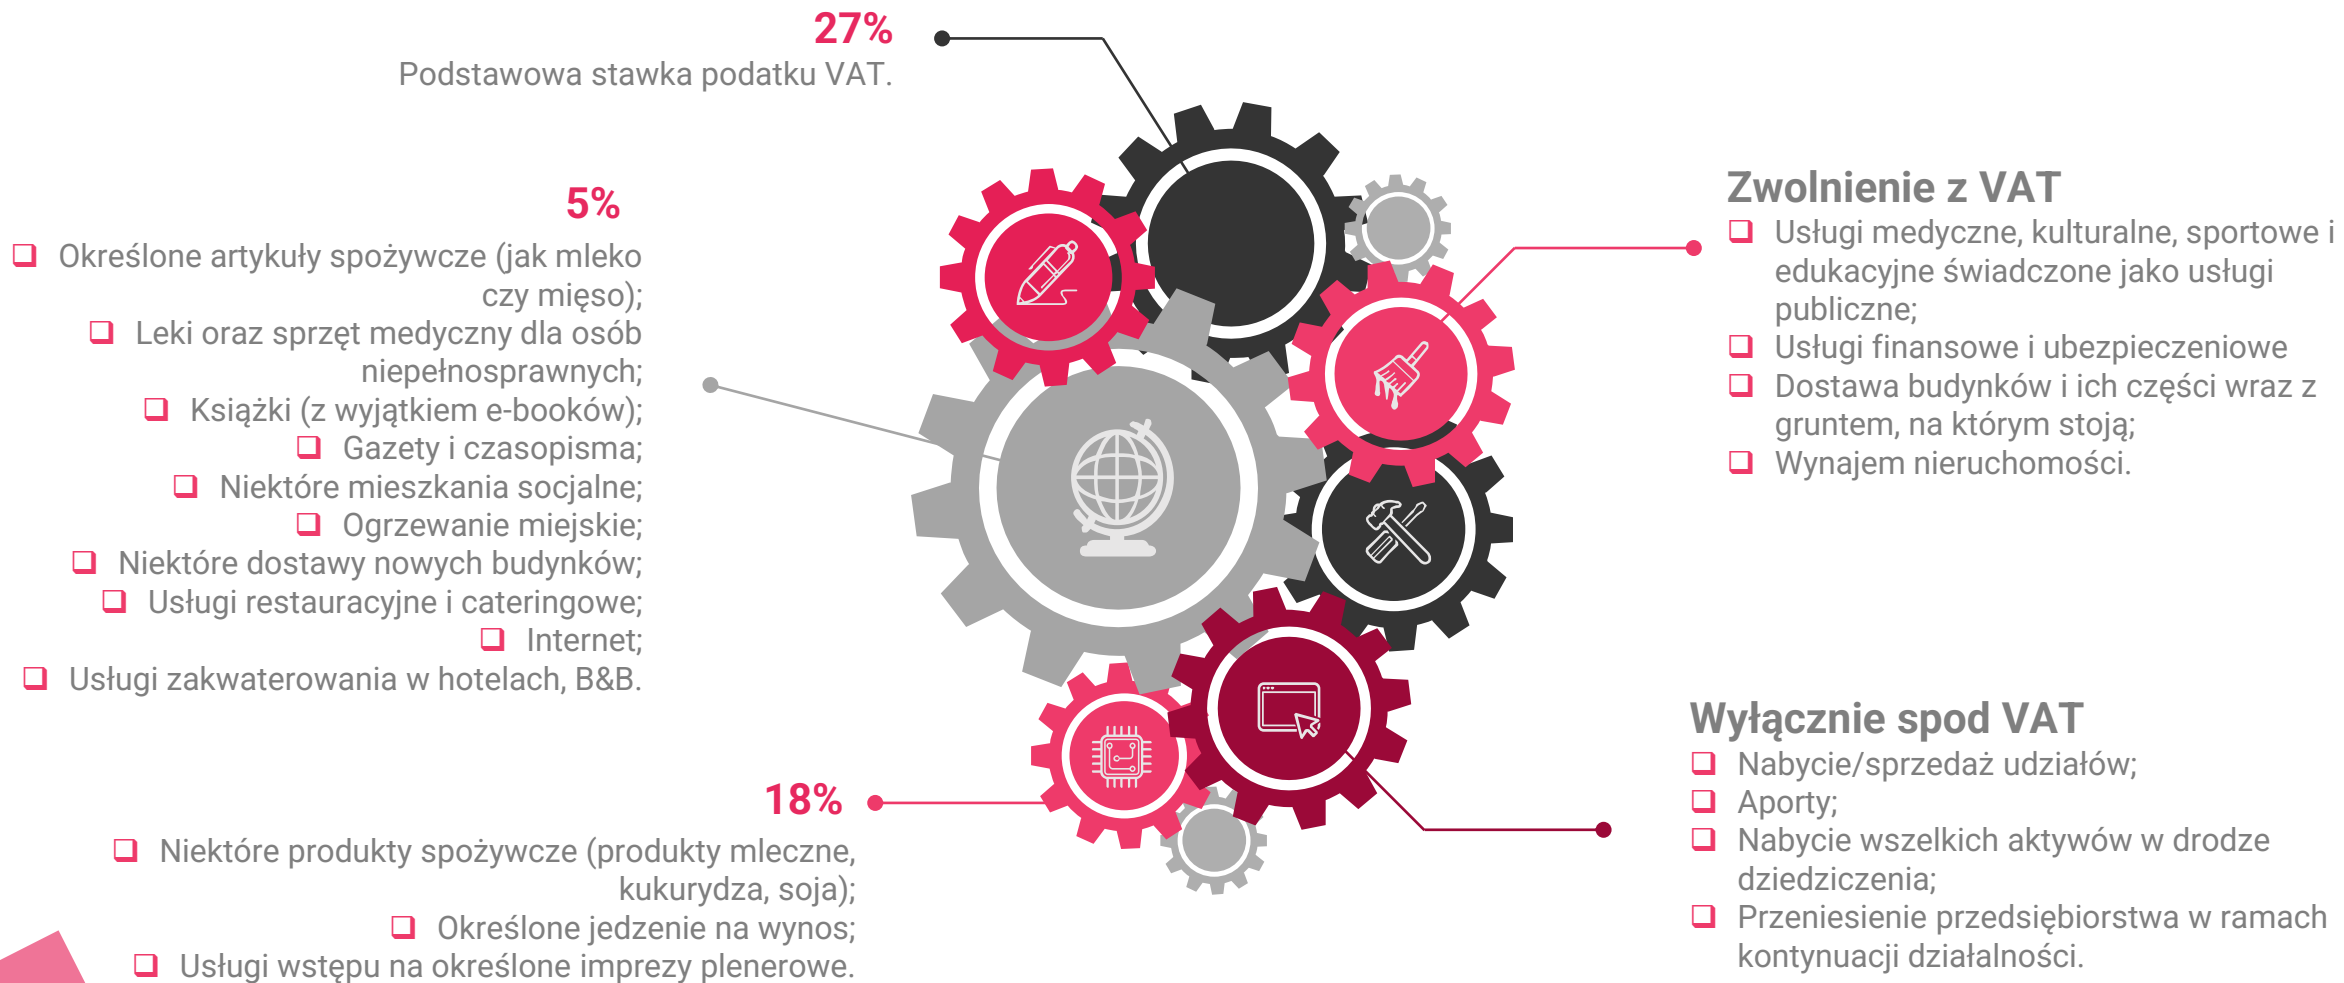 27%
Podstawowa stawka podatku VAT.
5%
Określone artykuły spożywcze (jak mleko
czy mięso);
Leki oraz sprzęt medyczny dla osób
niepełnosprawnych;
Książki (z wyjątkiem e-booków);
Gazety i czasopisma;
Niektóre mieszkania socjalne;
Ogrzewanie miejskie;
Niektóre dostawy nowych budynków;
Usługi restauracyjne i cateringowe;
Internet;
Usługi zakwaterowania w hotelach, B&B.
18%
Niektóre produkty spożywcze (produkty mleczne,
kukurydza, soja);
Określone jedzenie na wynos;
Usługi wstępu na określone imprezy plenerowe.
Zwolnienie z VAT
Usługi medyczne, kulturalne, sportowe i
edukacyjne świadczone jako usługi
publiczne;
Usługi finansowe i ubezpieczeniowe
Dostawa budynków i ich części wraz z
gruntem, na którym stoją;
Wynajem nieruchomości.
Wyłącznie spod VAT
Nabycie/sprzedaż udziałów;
Aporty;
Nabycie wszelkich aktywów w drodze
dziedziczenia;
Przeniesienie przedsiębiorstwa w ramach
kontynuacji działalności.